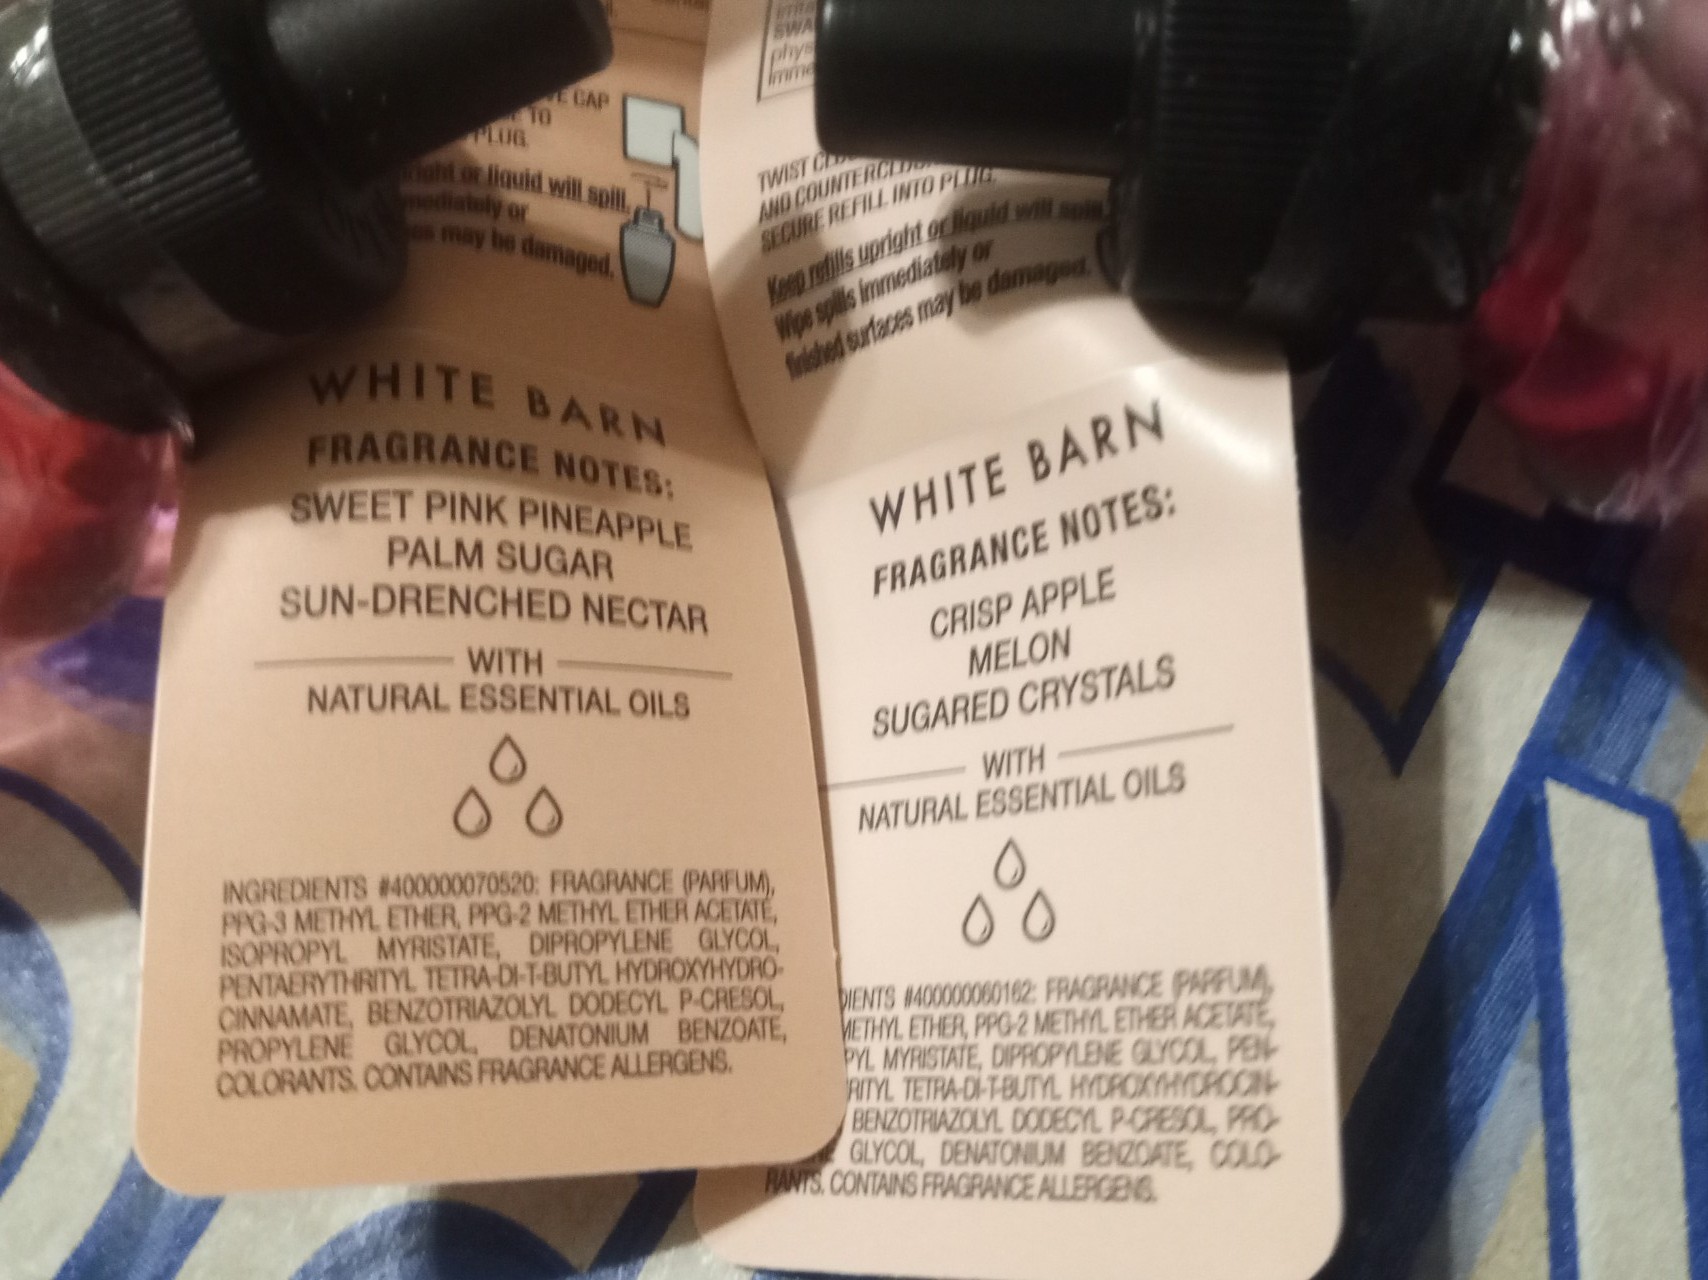 E CAP
TO
PLUG.
or liquid will spill.
or
may be damaged.
WHITE BARN
FRAGRANCE NOTES:
SWEET PINK PINEAPPLE
PALM SUGAR
SUN-DRENCHED NECTAR
WITH
NATURAL ESSENTIAL OILS
INGREDIENTS #400000070520: FRAGRANCE (PARFUM),
PPG-3 METHYL ETHER, PPG-2 METHYL ETHER ACETATE,
ISOPROPYL MYRISTATE, DIPROPYLENE GLYCOL,
PENTAERYTHRITYL TETRA-DI-T-BUTYL HYDROXYHYDRO-
CINNAMATE, BENZOTRIAZOLYL DODECYL P-CRESOL,
PROPYLENE GLYCOL, DENATONIUM BENZOATE,
COLORANTS. CONTAINS FRAGRANCE ALLERGENS.
SWA
phys
imme
TWIST
AND
SECURE REFILL INTO PLUG.
Keep refills upright or liquid will spill.
Wipe spills immediately or
finished surfaces may be damaged.
WHITE BARN
FRAGRANCE NOTES:
CRISP APPLE
MELON
SUGARED CRYSTALS
WITH
NATURAL ESSENTIAL OILS
DIENTS #400000060162: FRAGRANCE (PARFUM),
METHYL ETHER, PPG-2 METHYL ETHER ACETATE,
PYL MYRISTATE, DIPROPYLENE GLYCOL, PEN-
RITYL TETRA-DI-T-BUTYL HYDROXYHYDROCIN-
BENZOTRIAZOLYL DODECYL P-CRESOL, PRO-
GLYCOL, DENATONIUM BENZOATE, COLO-
RANTS. CONTAINS FRAGRANCE ALLERGENS.